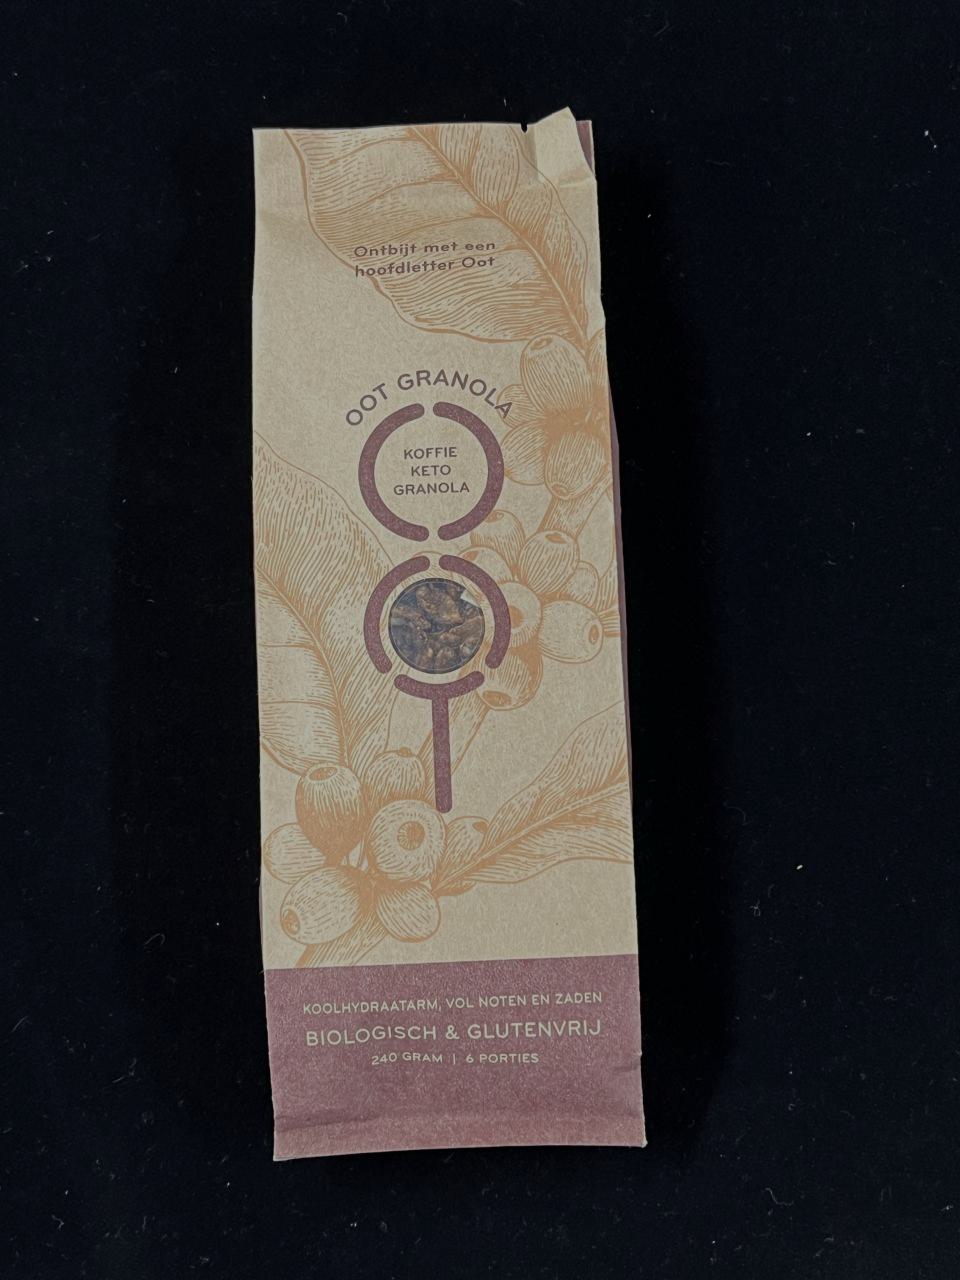 Ontbijt met een
hoofdletter Oot
OOT GRANOLA
KOFFIE
KETO
GRANOLA
OOT
KOOLHYDRAATARM, VOL NOTEN EN ZADEN
BIOLOGISCH & GLUTENVRIJ
240 GRAM | 6 PORTIES